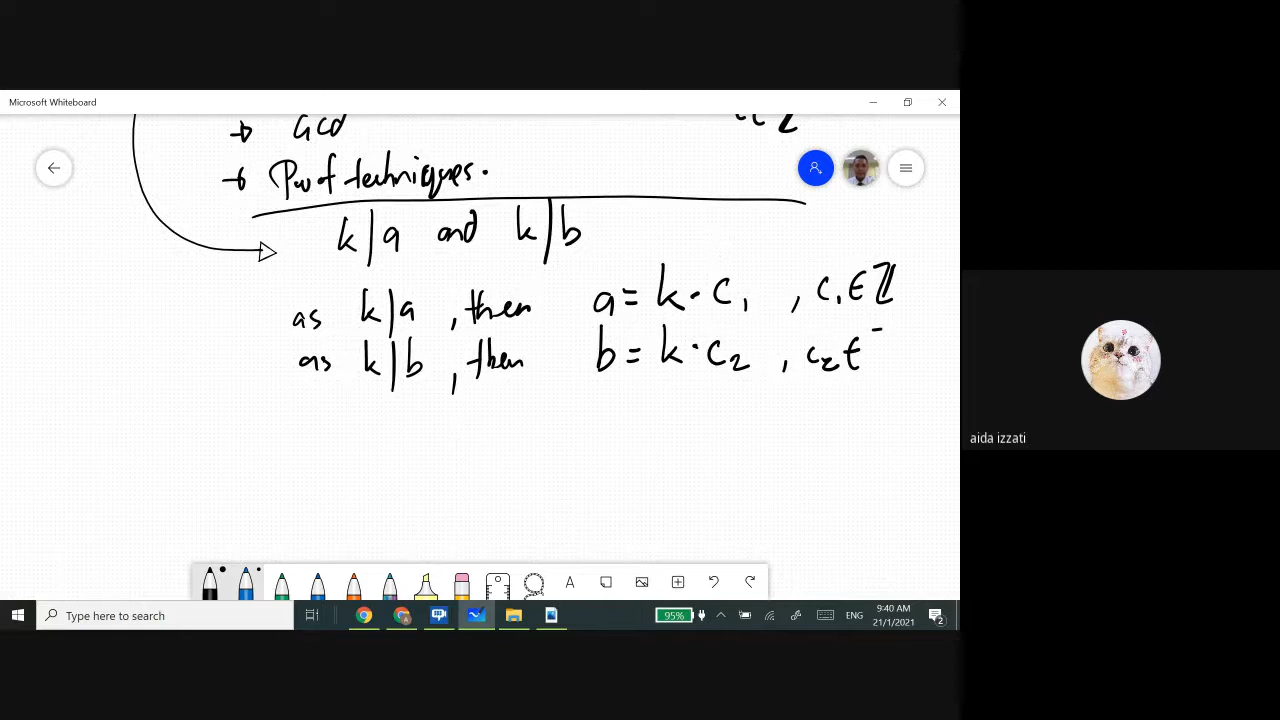 Microsoft Whiteboard
→ GCD
→ Proof techniques.
k|a and k|b
as k|a , then a = k · c₁ , c₁ ∈ ℤ
as k|b , then b = k · c₂ , c₂ ∈
aida izzati
A
Type here to search
95%
ENG
9:40 AM
21/1/2021
2